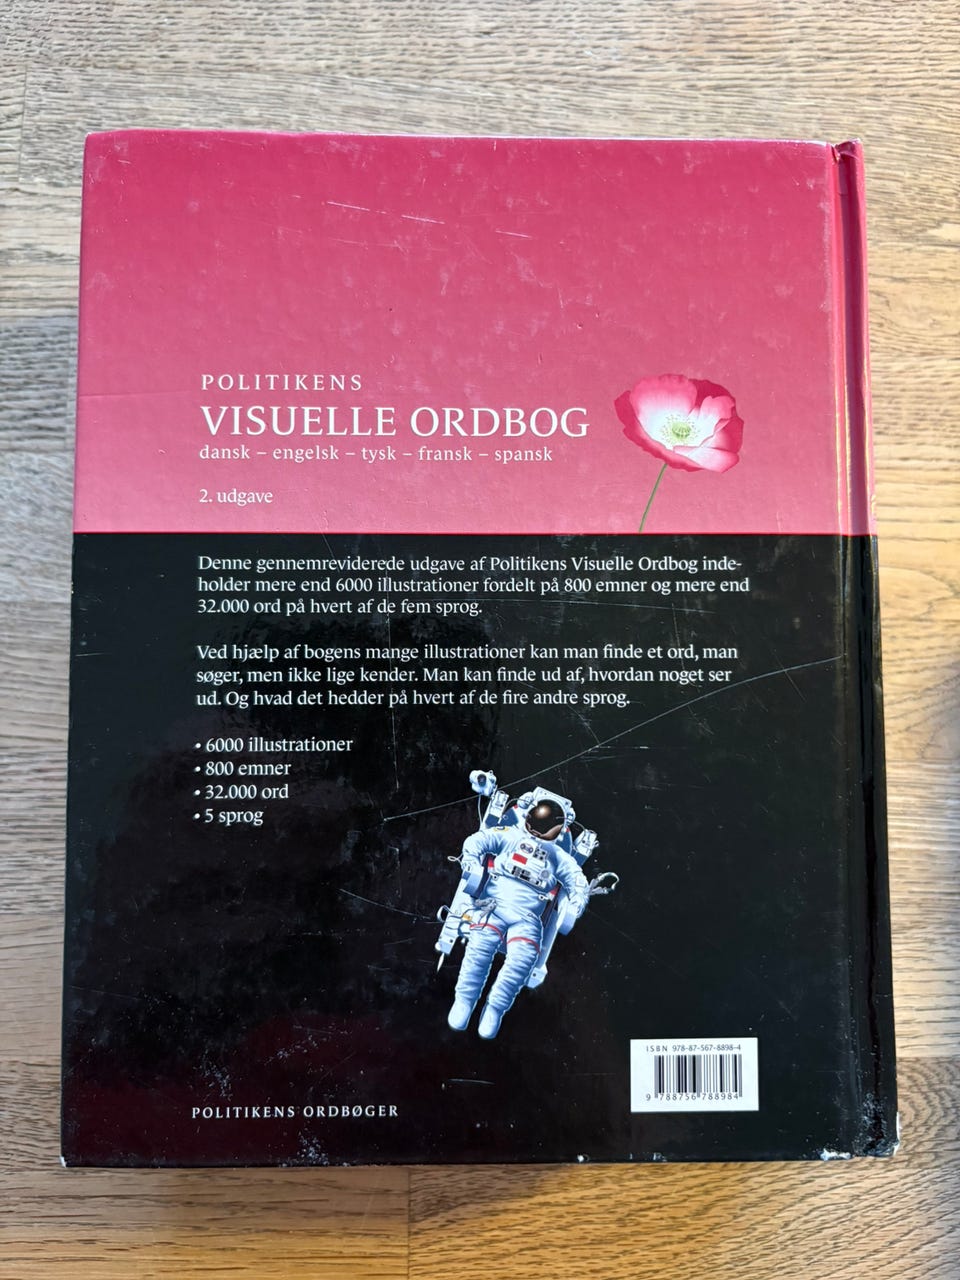 POLITIKENS
VISUELLE ORDBOG
dansk – engelsk – tysk – fransk – spansk
2. udgave
Denne gennemreviderede udgave af Politikens Visuelle Ordbog inde-
holder mere end 6000 illustrationer fordelt på 800 emner og mere end
32.000 ord på hvert af de fem sprog.
Ved hjælp af bogens mange illustrationer kan man finde et ord, man
søger, men ikke lige kender. Man kan finde ud af, hvordan noget ser
ud. Og hvad det hedder på hvert af de fire andre sprog.
• 6000 illustrationer
• 800 emner
• 32.000 ord
• 5 sprog
ISBN 978-87-567-8898-4
9 788756 788984
POLITIKENS ORDBØGER